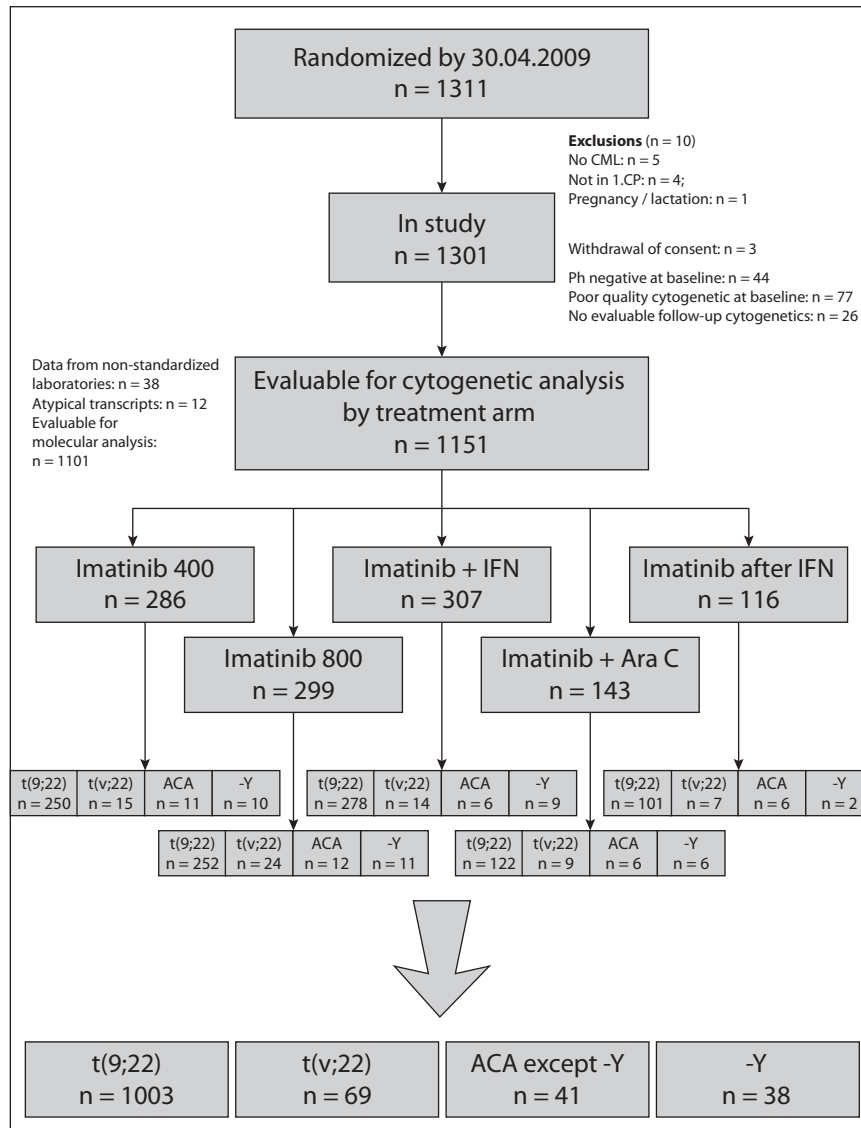 Randomized by 30.04.2009
n = 1311
Exclusions (n = 10)
No CML: n = 5
Not in 1.CP: n = 4;
Pregnancy / lactation: n = 1
In study
n = 1301
Withdrawal of consent: n = 3
Ph negative at baseline: n = 44
Poor quality cytogenetic at baseline: n = 77
No evaluable follow-up cytogenetics: n = 26
Data from non-standardized
laboratories: n = 38
Atypical transcripts: n = 12
Evaluable for
molecular analysis:
n = 1101
Evaluable for cytogenetic analysis
by treatment arm
n = 1151
Imatinib 400
n = 286
Imatinib + IFN
n = 307
Imatinib after IFN
n = 116
Imatinib 800
n = 299
Imatinib + Ara C
n = 143
t(9;22)
n = 250
t(v;22)
n = 15
ACA
n = 11
-Y
n = 10
t(9;22)
n = 278
t(v;22)
n = 14
ACA
n = 6
-Y
n = 9
t(9;22)
n = 101
t(v;22)
n = 7
ACA
n = 6
-Y
n = 2
t(9;22)
n = 252
t(v;22)
n = 24
ACA
n = 12
-Y
n = 11
t(9;22)
n = 122
t(v;22)
n = 9
ACA
n = 6
-Y
n = 6
t(9;22)
n = 1003
t(v;22)
n = 69
ACA except -Y
n = 41
-Y
n = 38